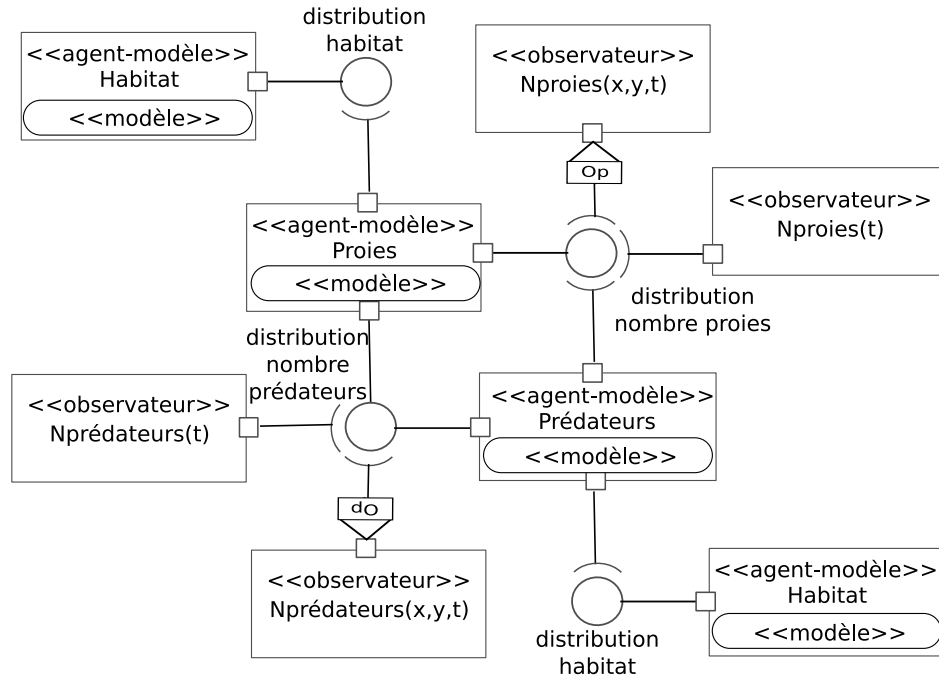 distribution
habitat
<<agent-modèle>>
Habitat
<<modèle>>
<<observateur>>
Nproies(x,y,t)
Op
<<observateur>>
Nproies(t)
<<agent-modèle>>
Proies
<<modèle>>
distribution
nombre proies
distribution
nombre
prédateurs
<<observateur>>
Nprédateurs(t)
<<agent-modèle>>
Prédateurs
<<modèle>>
Op
<<observateur>>
Nprédateurs(x,y,t)
<<agent-modèle>>
Habitat
<<modèle>>
distribution
habitat